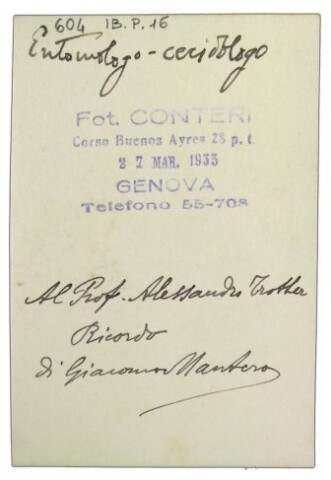 604 IB.P.16
Entomologo-cecidologo
Fot. CONTERI
Corso Buenos Ayres 28 p. t.
27 MAR. 1933
GENOVA
Telefono 55-708
Al Prof. Alessandro Trotter
Ricordo
di Giacomo Mantero